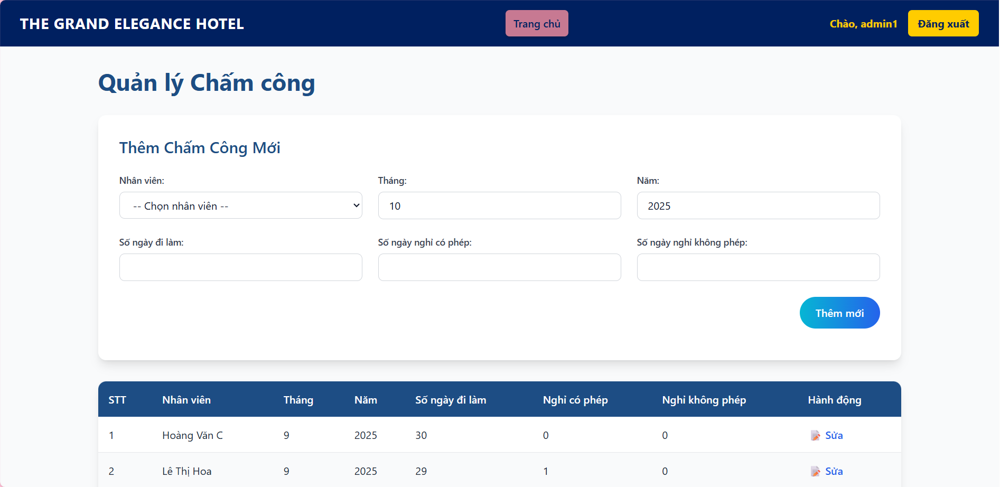 THE GRAND ELEGANCE HOTEL Trang chủ Chào, admin1 Đăng xuất
Quản lý Chấm công
Thêm Chấm Công Mới
Nhân viên: Tháng: Năm:
-- Chọn nhân viên -- 10 2025
Số ngày đi làm: Số ngày nghỉ có phép: Số ngày nghỉ không phép:
Thêm mới
STT Nhân viên Tháng Năm Số ngày đi làm Nghỉ có phép Nghỉ không phép Hành động
1 Hoàng Văn C 9 2025 30 0 0 Sửa
2 Lê Thị Hoa 9 2025 29 1 0 Sửa